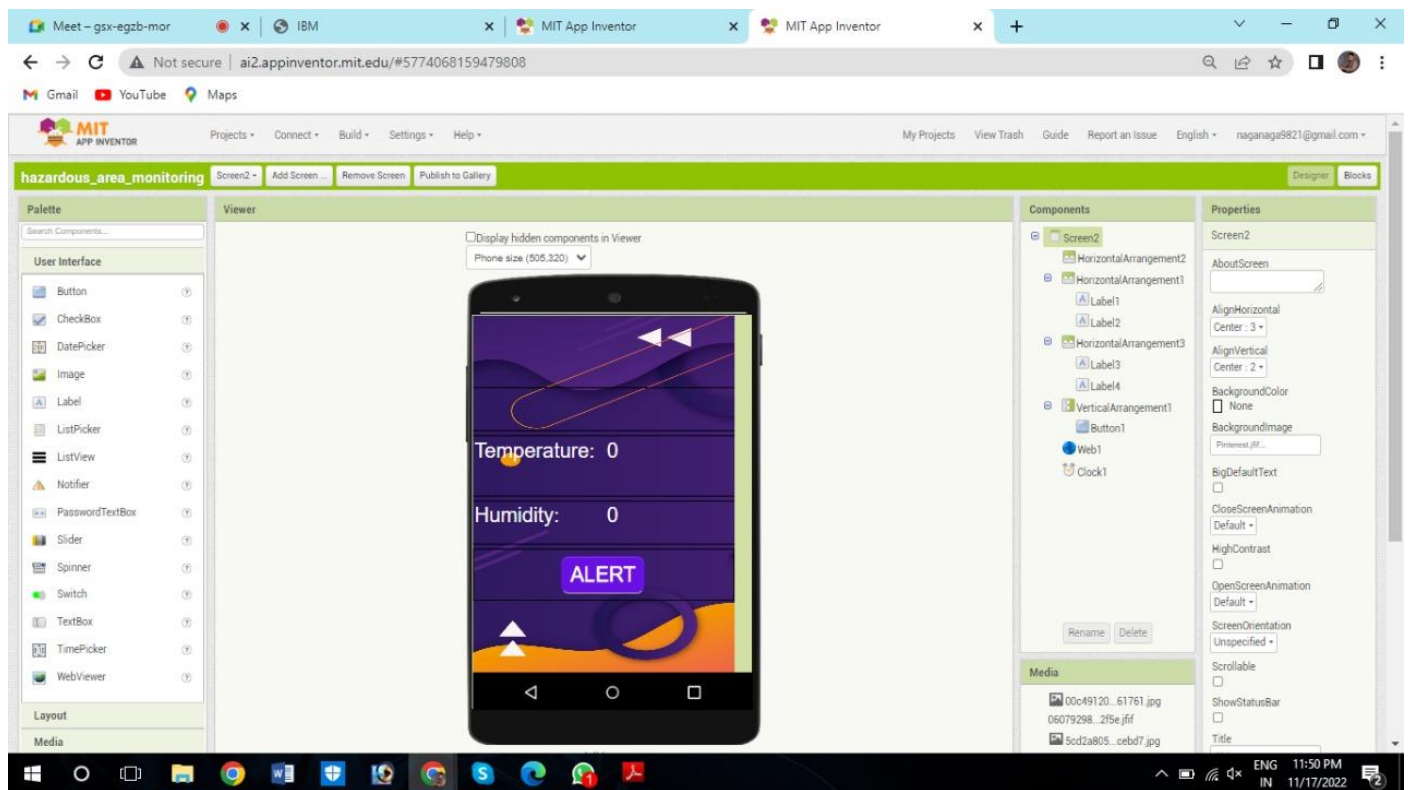 Meet – gsx-egzb-mor
IBM
MIT App Inventor
MIT App Inventor
Not secure | ai2.appinventor.mit.edu/#5774068159479808
Gmail YouTube Maps
MIT
APP INVENTOR
Projects Connect Build Settings Help
My Projects View Trash Guide Report an Issue English naganaga9821@gmail.com
hazardous_area_monitoring Screen2 Add Screen ... Remove Screen Publish to Gallery Designer Blocks
Palette
Search Components...
User Interface
Button
CheckBox
DatePicker
Image
Label
ListPicker
ListView
Notifier
PasswordTextBox
Slider
Spinner
Switch
TextBox
TimePicker
WebViewer
Layout
Media
Viewer
Display hidden components in Viewer
Phone size (505,320)
Temperature: 0
Humidity: 0
ALERT
Components
Screen2
HorizontalArrangement2
HorizontalArrangement1
Label1
Label2
HorizontalArrangement3
Label3
Label4
VerticalArrangement1
Button1
Web1
Clock1
Rename Delete
Media
00c49120...61761.jpg
06079298...2f5e.jfif
5cd2a805...cebd7.jpg
Properties
Screen2
AboutScreen
AlignHorizontal
Center : 3
AlignVertical
Center : 2
BackgroundColor
None
BackgroundImage
Pinterest.jfif...
BigDefaultText
CloseScreenAnimation
Default
HighContrast
OpenScreenAnimation
Default
ScreenOrientation
Unspecified
Scrollable
ShowStatusBar
Title
ENG 11:50 PM
IN 11/17/2022